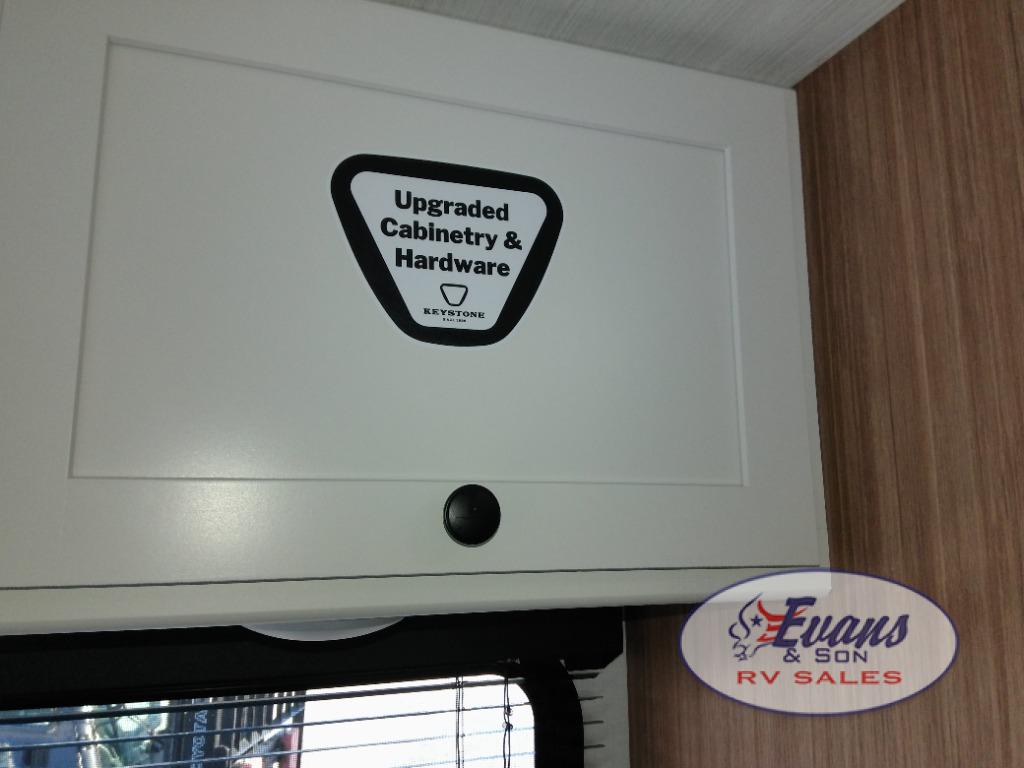 Upgraded
Cabinetry &
Hardware
KEYSTONE
Evans
& SON
RV SALES